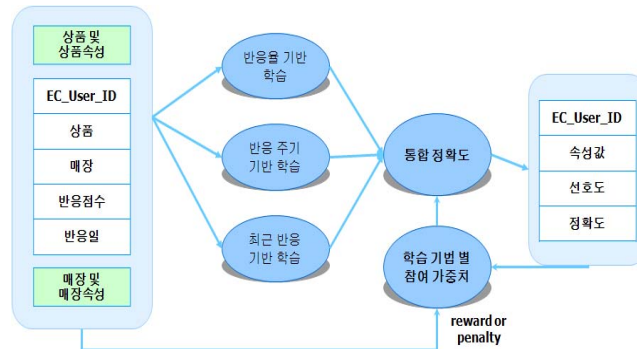 상품 및
상품속성
EC_User_ID
상품
매장
반응점수
반응일
매장 및
매장속성
반응율 기반
학습
반응 주기
기반 학습
최근 반응
기반 학습
통합 정확도
학습 기법 별
참여 가중치
reward or
penalty
EC_User_ID
속성값
선호도
정확도